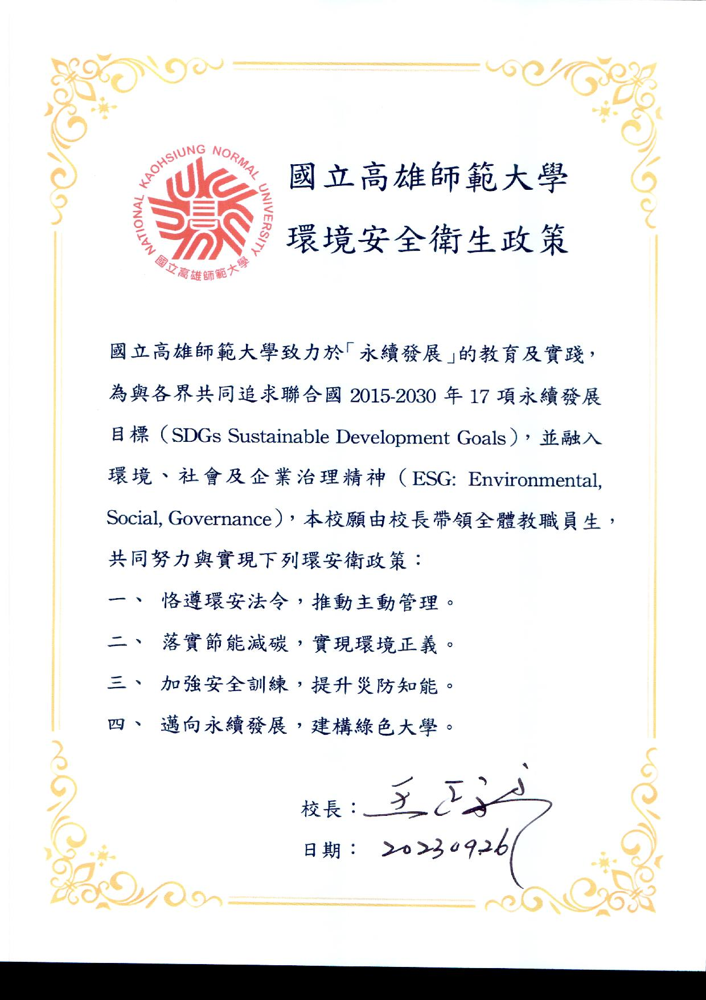 NATIONAL KAOHSIUNG NORMAL UNIVERSITY
國立高雄師範大學
國立高雄師範大學
環境安全衛生政策
國立高雄師範大學致力於「永續發展」的教育及實踐，
為與各界共同追求聯合國 2015-2030 年 17 項永續發展
目標（SDGs Sustainable Development Goals），並融入
環境、社會及企業治理精神（ESG: Environmental,
Social, Governance），本校願由校長帶領全體教職員生，
共同努力與實現下列環安衛政策：
一、 恪遵環安法令，推動主動管理。
二、 落實節能減碳，實現環境正義。
三、 加強安全訓練，提升災防知能。
四、 邁向永續發展，建構綠色大學。
校長：
日期： 20230926